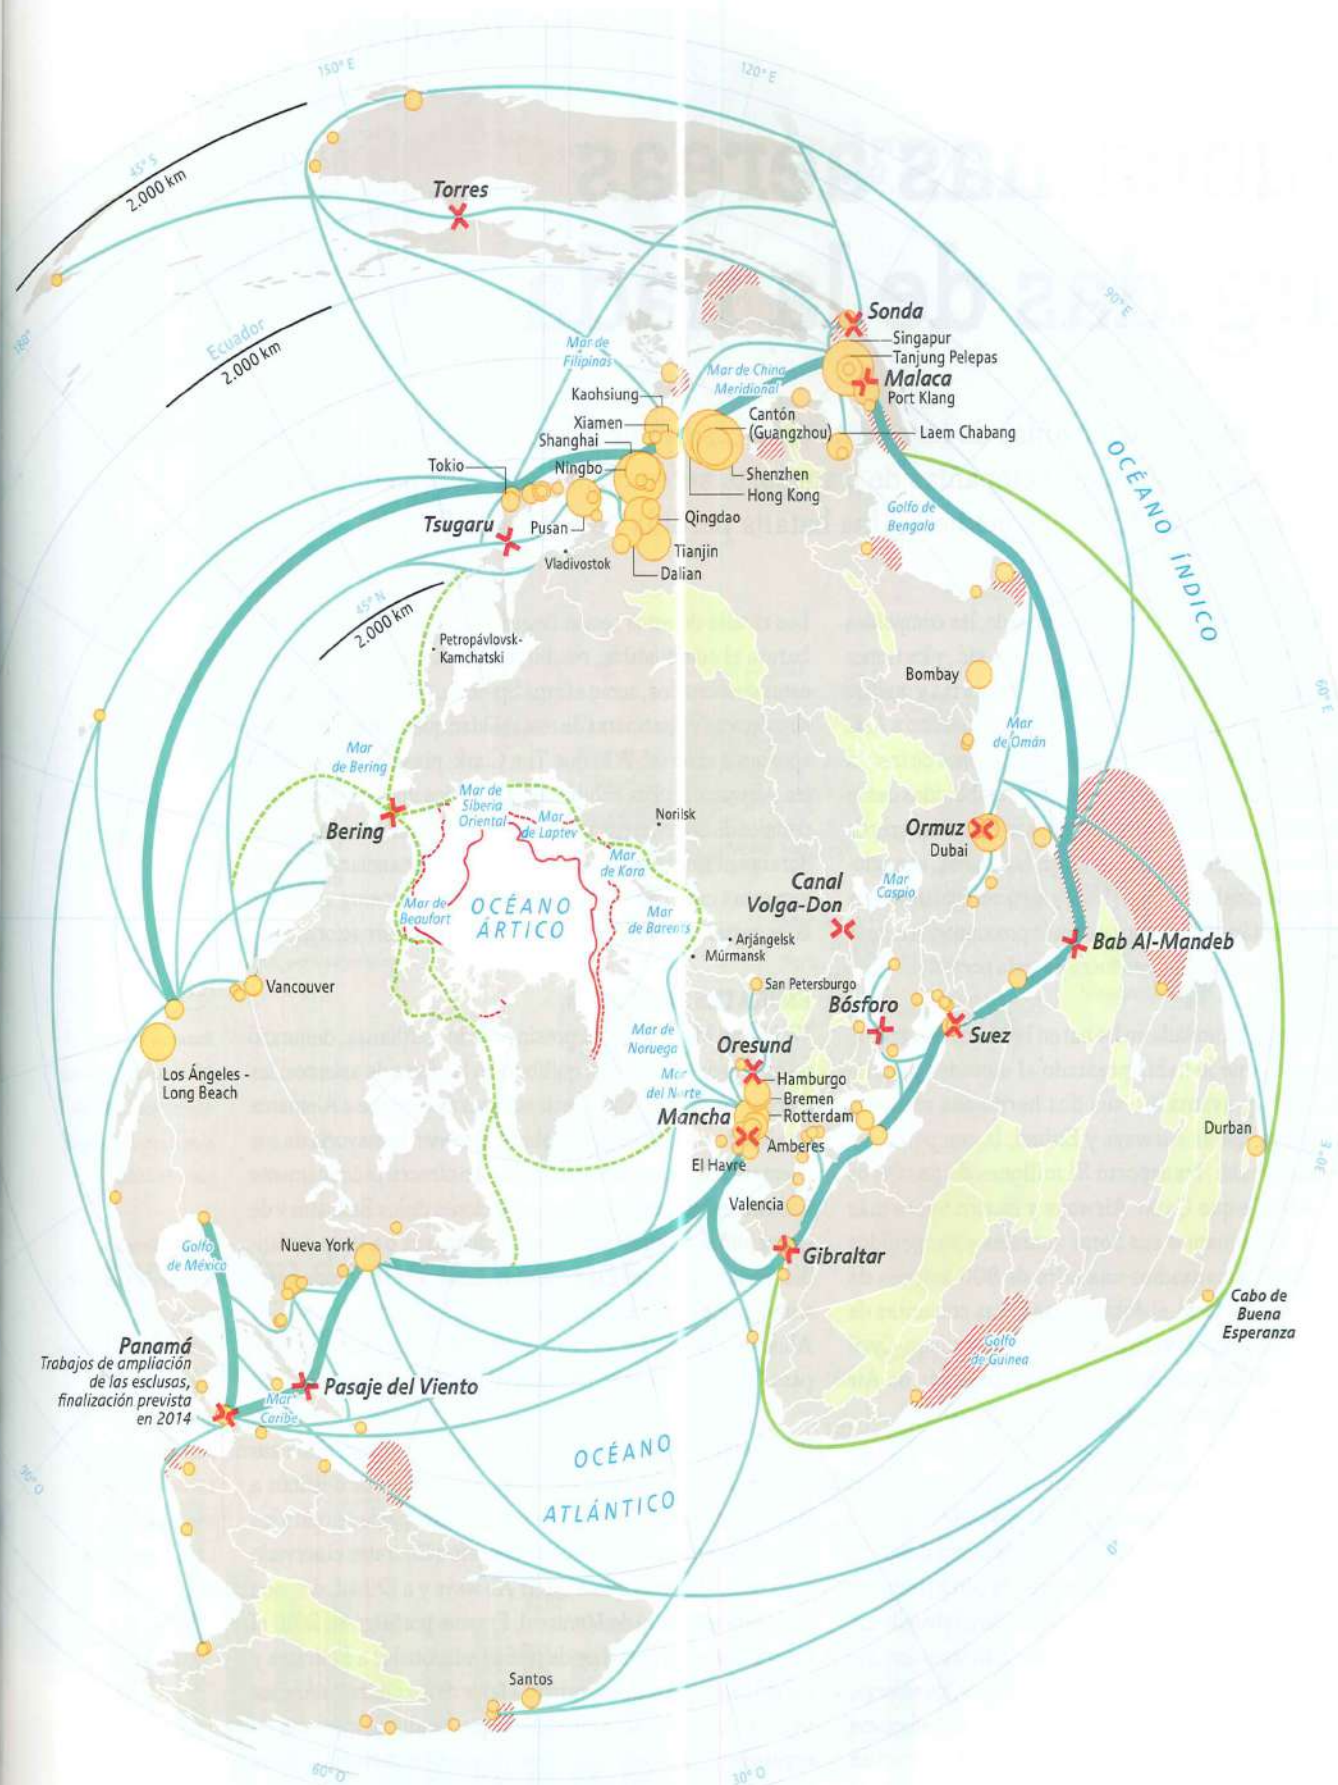 150° E
120° E
45° S
2.000 km
Torres
90° E
180°
Ecuador
2.000 km
Sonda
Singapur
Tanjung Pelepas
Malaca
Port Klang
Mar de
Filipinas
Mar de China
Meridional
Kaohsiung
Xiamen
Shanghai
Ningbo
Cantón
(Guangzhou)
Laem Chabang
Shenzhen
Hong Kong
OCÉANO ÍNDICO
Tokio
Tsugaru
Pusan
Vladivostok
Qingdao
Tianjin
Dalian
Golfo de
Bengala
45° N
2.000 km
Petropávlovsk-
Kamchatski
Bombay
60° E
Mar
de Omán
Mar
de Bering
Bering
Mar de
Siberia
Oriental
Mar
de Laptev
Norilsk
Mar
de Kara
Ormuz
Dubai
Canal
Volga-Don
Mar
Caspio
Mar de
Beaufort
OCÉANO
ÁRTICO
Mar
de Barents
Arjángelsk
Múrmansk
Bab Al-Mandeb
Vancouver
San Petersburgo
Bósforo
Suez
Mar de
Noruega
Oresund
Los Ángeles -
Long Beach
Mar
del Norte
Hamburgo
Bremen
Rotterdam
Mancha
Amberes
El Havre
Durban
30° E
Valencia
Golfo
de México
Nueva York
Gibraltar
Cabo de
Buena
Esperanza
Golfo
de Guinea
Panamá
Trabajos de ampliación
de las esclusas,
finalización prevista
en 2014
Pasaje del Viento
Mar
Caribe
OCÉANO
ATLÁNTICO
90° O
0°
Santos
60° O
30° O